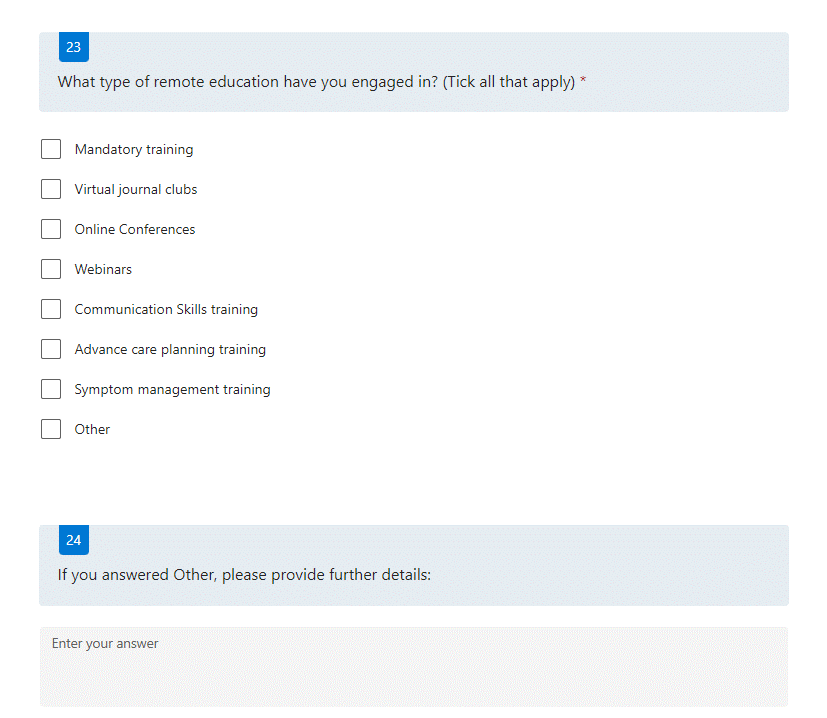 23
What type of remote education have you engaged in? (Tick all that apply) *
Mandatory training
Virtual journal clubs
Online Conferences
Webinars
Communication Skills training
Advance care planning training
Symptom management training
Other
24
If you answered Other, please provide further details:
Enter your answer